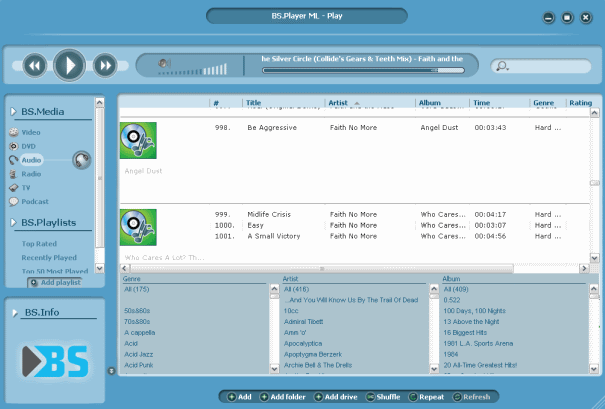 BS.Player ML - Play
he Silver Circle (Collide's Gears & Teeth Mix) - Faith and the
BS.Media
Video
DVD
Audio
Radio
TV
Podcast
BS.Playlists
Top Rated
Recently Played
Top 50 Most Played
Add playlist
BS.Info
BS
# Title Artist Album Time Genre Rating
998. Be Aggressive Faith No More Angel Dust 00:03:43 Hard ...
Angel Dust
999. Midlife Crisis Faith No More Who Cares... 00:04:17 Hard ...
1000. Easy Faith No More Who Cares... 00:03:07 Hard ...
1001. A Small Victory Faith No More Who Cares... 00:04:56 Hard ...
Who Cares A Lot? Th...
Genre Artist Album
All (175) All (416) All (409)
...And You Will Know Us By The Trail Of Dead 0.522
50s&60s 10cc 100 Days, 100 Nights
70s&80s Admiral Tibett 13 Above the Night
A cappella Amm 'o' 16 Biggest Hits
Acid Apocalyptica 1981 L.A. Sports Arena
Acid Jazz Apoptygma Berzerk 1984
Acid Punk Archie Bell & The Drells 20 All-Time Greatest Hits!
Add Add folder Add drive Shuffle Repeat Refresh